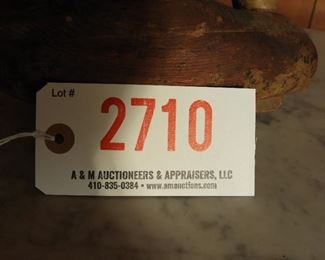 Lot #
2710
A & M AUCTIONEERS & APPRAISERS, LLC
410-835-0384 • www.amauctions.com